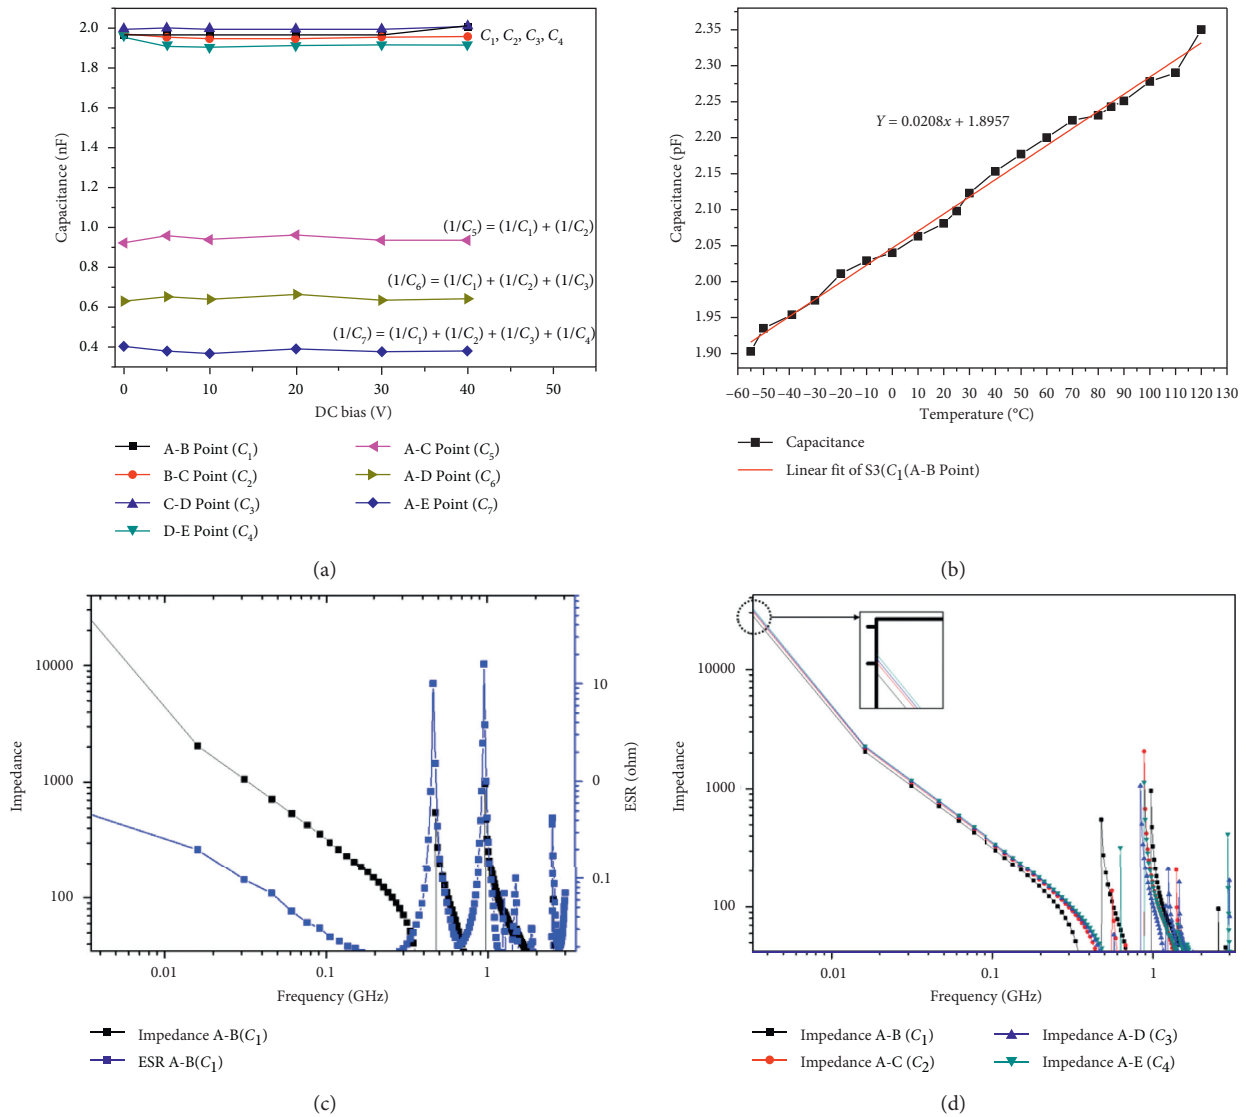 2.0
1.8
1.6
1.4
1.2
1.0
0.8
0.6
0.4
Capacitance (nF)
C1, C2, C3, C4
(1/C5) = (1/C1) + (1/C2)
(1/C6) = (1/C1) + (1/C2) + (1/C3)
(1/C7) = (1/C1) + (1/C2) + (1/C3) + (1/C4)
0 10 20 30 40 50
DC bias (V)
A-B Point (C1)
B-C Point (C2)
C-D Point (C3)
D-E Point (C4)
A-C Point (C5)
A-D Point (C6)
A-E Point (C7)
(a)
2.35
2.30
2.25
2.20
2.15
2.10
2.05
2.00
1.95
1.90
Capacitance (pF)
Y = 0.0208x + 1.8957
–60 –50 –40 –30 –20 –10 0 10 20 30 40 50 60 70 80 90 100 110 120 130
Temperature (°C)
Capacitance
Linear fit of S3(C1(A-B Point)
(b)
10000
1000
100
Impedance
10
0
0.1
ESR (ohm)
0.01 0.1 1
Frequency (GHz)
Impedance A-B(C1)
ESR A-B(C1)
(c)
10000
1000
100
Impedance
0.01 0.1 1
Frequency (GHz)
Impedance A-B (C1)
Impedance A-C (C2)
Impedance A-D (C3)
Impedance A-E (C4)
(d)